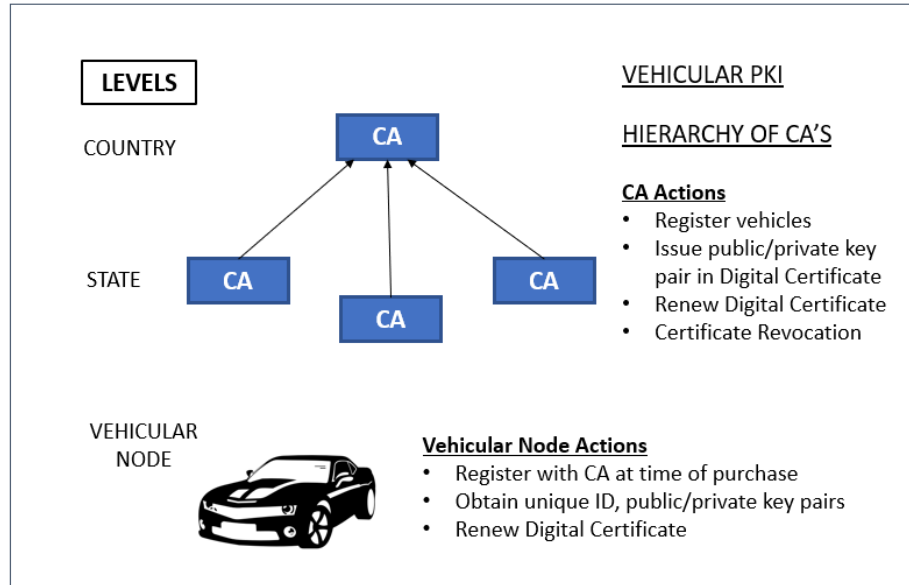 LEVELS
COUNTRY
CA
STATE
CA
CA
CA
VEHICULAR PKI
HIERARCHY OF CA'S
CA Actions
• Register vehicles
• Issue public/private key
pair in Digital Certificate
• Renew Digital Certificate
• Certificate Revocation
VEHICULAR
NODE
Vehicular Node Actions
• Register with CA at time of purchase
• Obtain unique ID, public/private key pairs
• Renew Digital Certificate